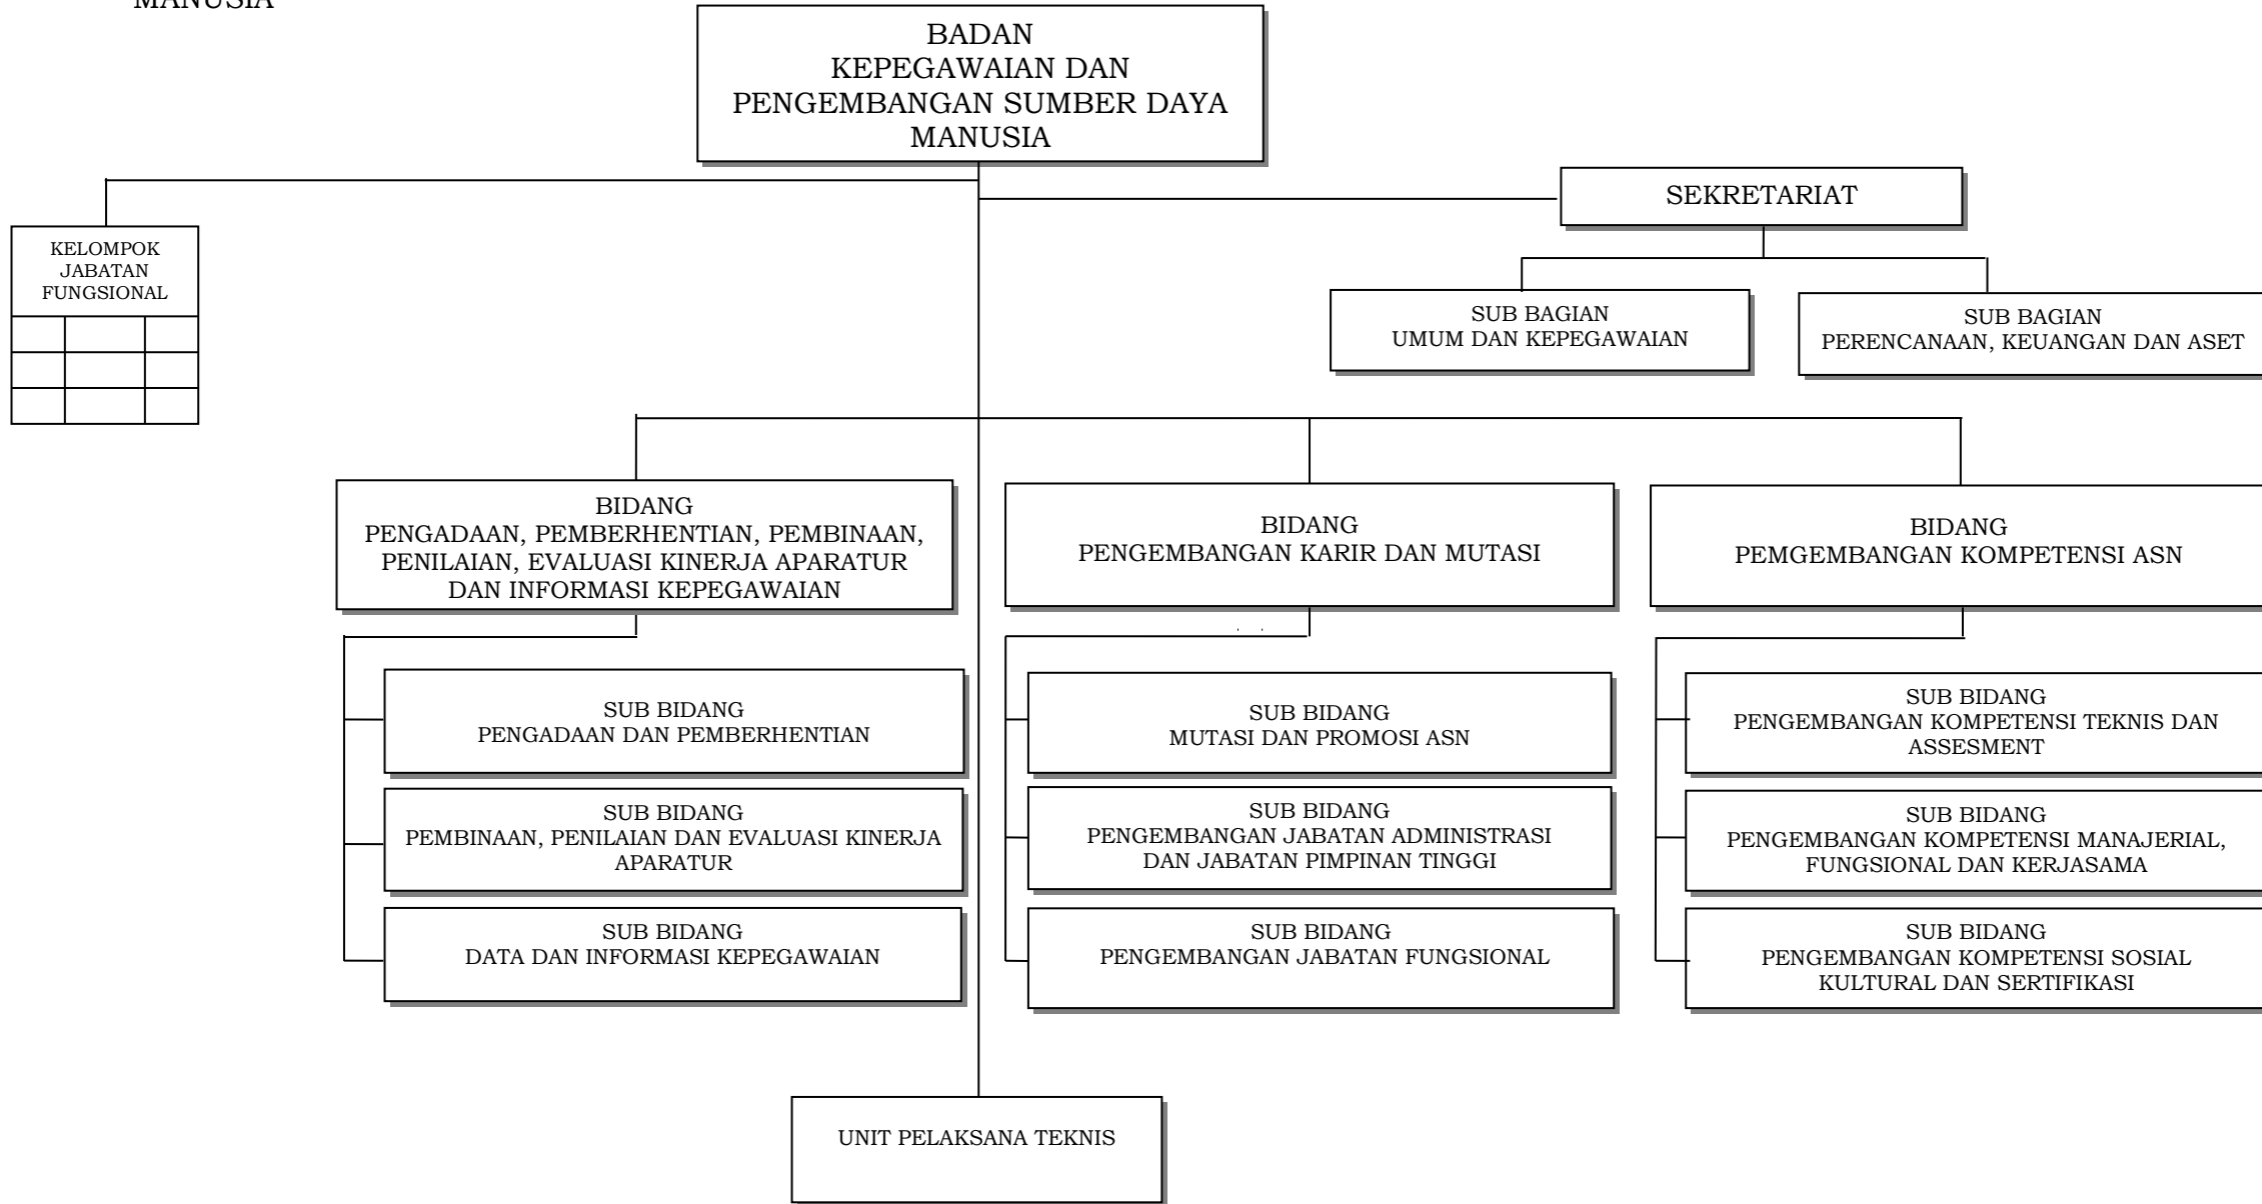 MANUSIA
BADAN
KEPEGAWAIAN DAN
PENGEMBANGAN SUMBER DAYA
MANUSIA
SEKRETARIAT
KELOMPOK
JABATAN
FUNGSIONAL
SUB BAGIAN
UMUM DAN KEPEGAWAIAN
SUB BAGIAN
PERENCANAAN, KEUANGAN DAN ASET
BIDANG
PENGADAAN, PEMBERHENTIAN, PEMBINAAN,
PENILAIAN, EVALUASI KINERJA APARATUR
DAN INFORMASI KEPEGAWAIAN
BIDANG
PENGEMBANGAN KARIR DAN MUTASI
BIDANG
PEMGEMBANGAN KOMPETENSI ASN
SUB BIDANG
PENGADAAN DAN PEMBERHENTIAN
SUB BIDANG
PEMBINAAN, PENILAIAN DAN EVALUASI KINERJA
APARATUR
SUB BIDANG
DATA DAN INFORMASI KEPEGAWAIAN
SUB BIDANG
MUTASI DAN PROMOSI ASN
SUB BIDANG
PENGEMBANGAN JABATAN ADMINISTRASI
DAN JABATAN PIMPINAN TINGGI
SUB BIDANG
PENGEMBANGAN JABATAN FUNGSIONAL
SUB BIDANG
PENGEMBANGAN KOMPETENSI TEKNIS DAN
ASSESMENT
SUB BIDANG
PENGEMBANGAN KOMPETENSI MANAJERIAL,
FUNGSIONAL DAN KERJASAMA
SUB BIDANG
PENGEMBANGAN KOMPETENSI SOSIAL
KULTURAL DAN SERTIFIKASI
UNIT PELAKSANA TEKNIS